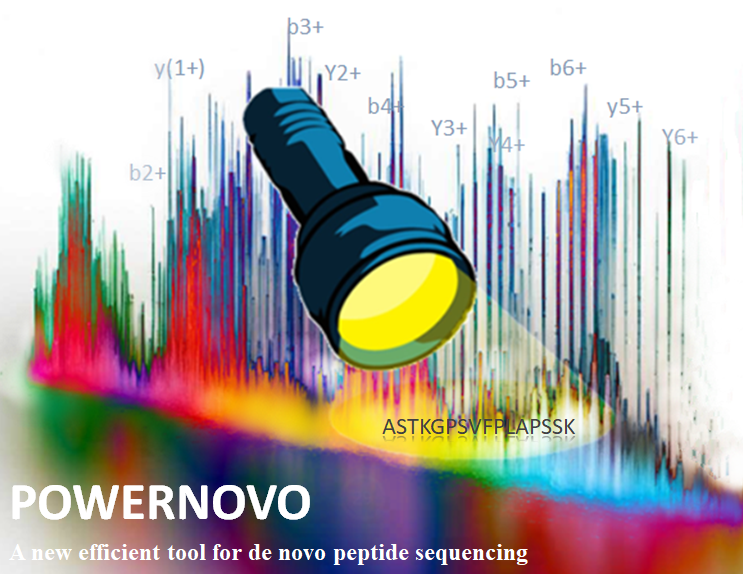 b3+
y(1+)
Y2+
b6+
b5+
b4+
y5+
Y3+
Y4+
Y6+
b2+
ASTKGPSVFPLAPSSK
POWERNOVO
A new efficient tool for de novo peptide sequencing